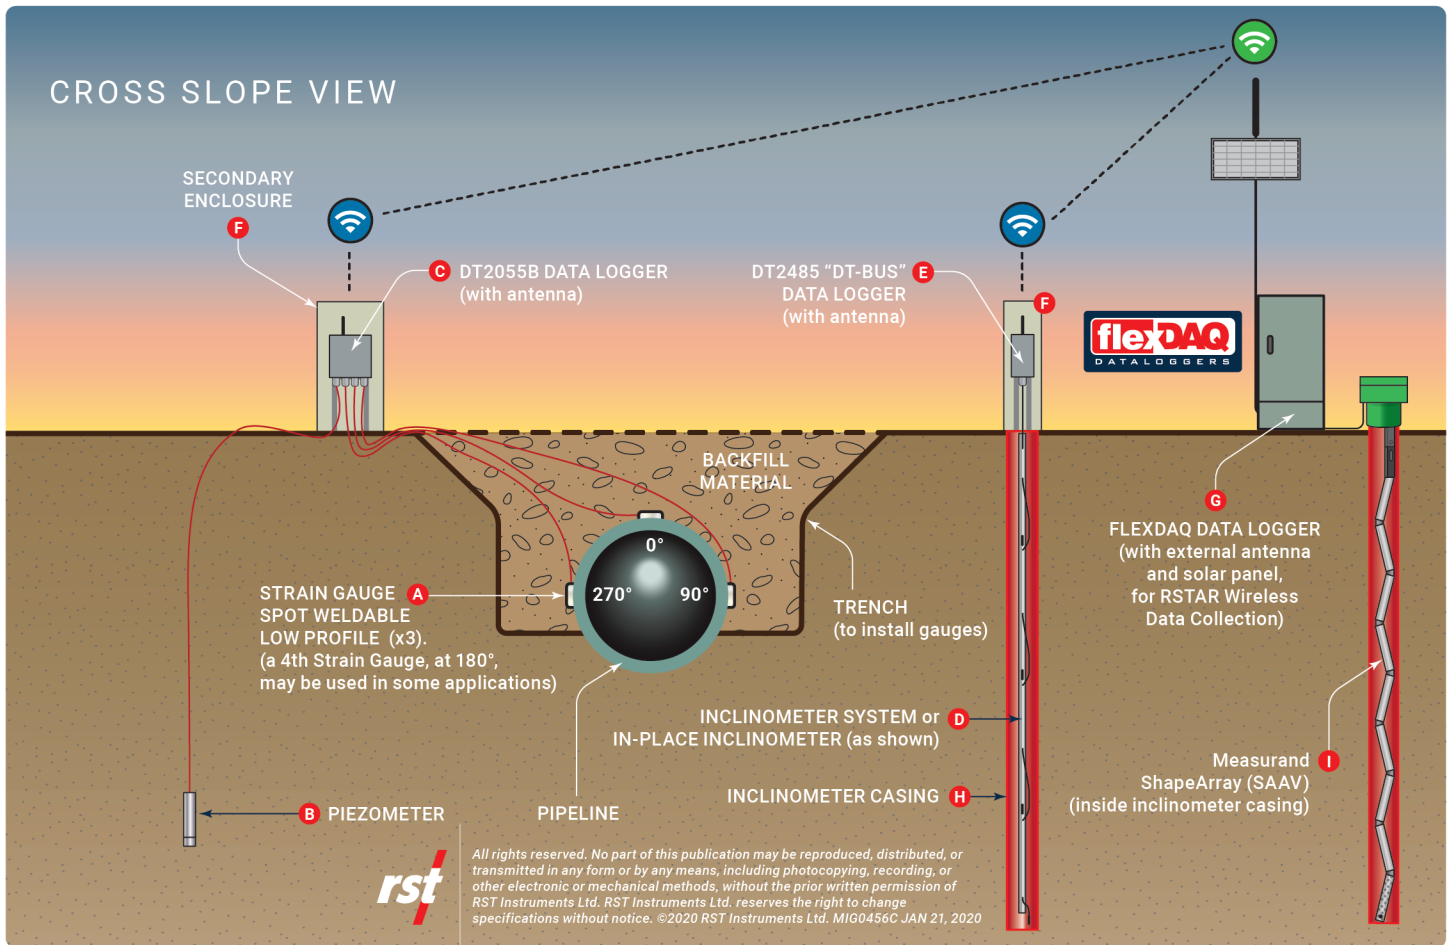 CROSS SLOPE VIEW
SECONDARY
ENCLOSURE
F
C DT2055B DATA LOGGER
(with antenna)
DT2485 “DT-BUS” E
DATA LOGGER
(with antenna)
F
flexDAQ
DATALOGGERS
BACKFILL
MATERIAL
G
FLEXDAQ DATA LOGGER
(with external antenna
and solar panel,
for RSTAR Wireless
Data Collection)
0°
270° 90°
STRAIN GAUGE A
SPOT WELDABLE
LOW PROFILE (x3).
(a 4th Strain Gauge, at 180°,
may be used in some applications)
TRENCH
(to install gauges)
INCLINOMETER SYSTEM or D
IN-PLACE INCLINOMETER (as shown)
INCLINOMETER CASING H
Measurand I
ShapeArray (SAAV)
(inside inclinometer casing)
B PIEZOMETER
PIPELINE
rst
All rights reserved. No part of this publication may be reproduced, distributed, or
transmitted in any form or by any means, including photocopying, recording, or
other electronic or mechanical methods, without the prior written permission of
RST Instruments Ltd. RST Instruments Ltd. reserves the right to change
specifications without notice. ©2020 RST Instruments Ltd. MIG0456C JAN 21, 2020